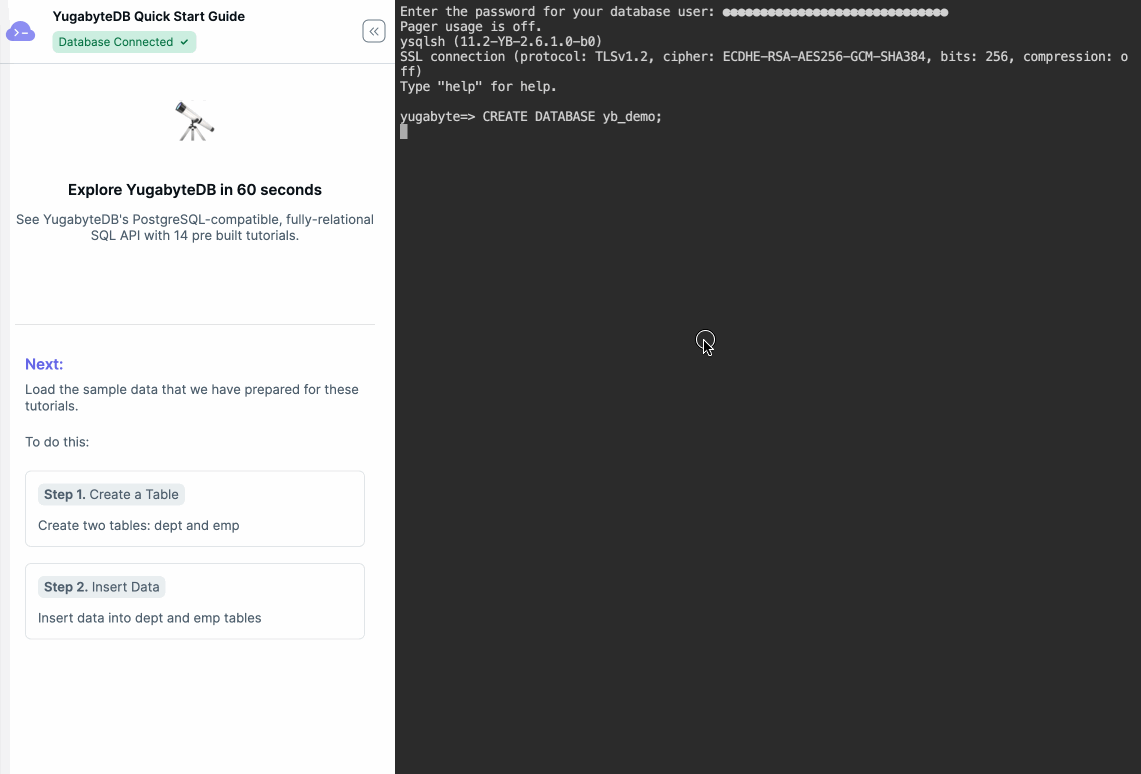 YugabyteDB Quick Start Guide
Database Connected ✓
Explore YugabyteDB in 60 seconds
See YugabyteDB's PostgreSQL-compatible, fully-relational
SQL API with 14 pre built tutorials.
Next:
Load the sample data that we have prepared for these
tutorials.
To do this:
Step 1. Create a Table
Create two tables: dept and emp
Step 2. Insert Data
Insert data into dept and emp tables
Enter the password for your database user: ●●●●●●●●●●●●●●●●●●●●●●●●●●●●●●
Pager usage is off.
ysqlsh (11.2-YB-2.6.1.0-b0)
SSL connection (protocol: TLSv1.2, cipher: ECDHE-RSA-AES256-GCM-SHA384, bits: 256, compression: o
ff)
Type "help" for help.
yugabyte=> CREATE DATABASE yb_demo;